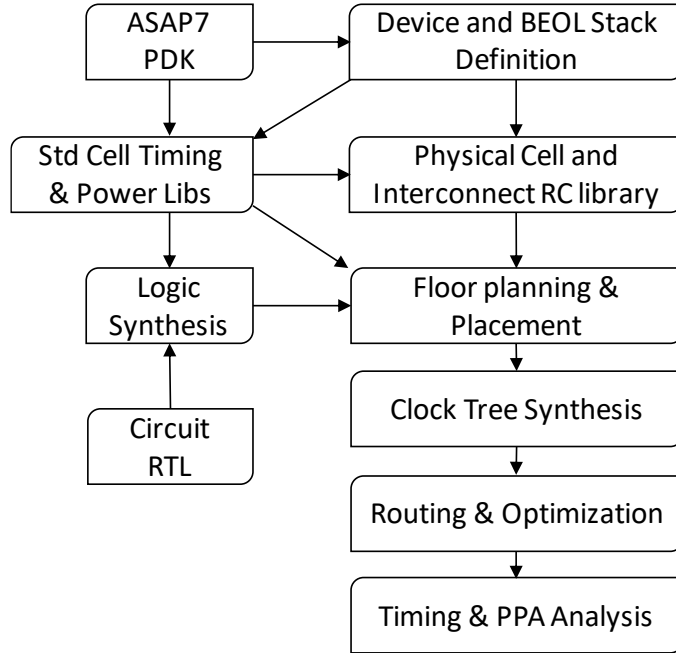 ASAP7
PDK
Device and BEOL Stack
Definition
Std Cell Timing
& Power Libs
Physical Cell and
Interconnect RC library
Logic
Synthesis
Floor planning &
Placement
Clock Tree Synthesis
Circuit
RTL
Routing & Optimization
Timing & PPA Analysis